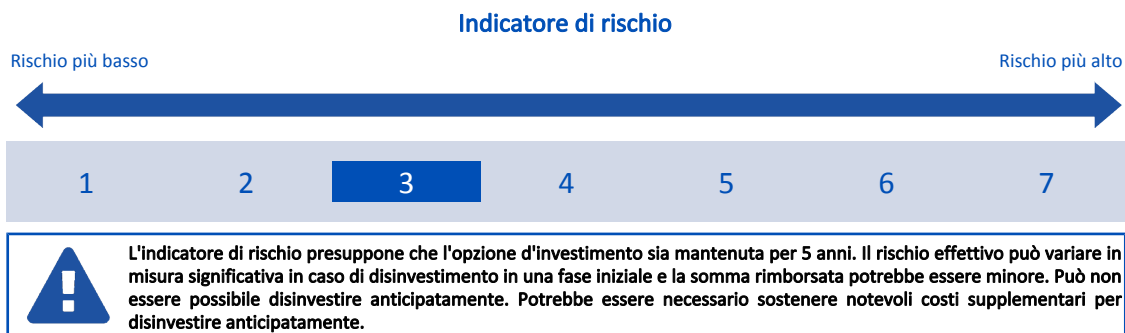 Indicatore di rischio
Rischio più basso
Rischio più alto
1 2 3 4 5 6 7
L'indicatore di rischio presuppone che l'opzione d'investimento sia mantenuta per 5 anni. Il rischio effettivo può variare in
misura significativa in caso di disinvestimento in una fase iniziale e la somma rimborsata potrebbe essere minore. Può non
essere possibile disinvestire anticipatamente. Potrebbe essere necessario sostenere notevoli costi supplementari per
disinvestire anticipatamente.